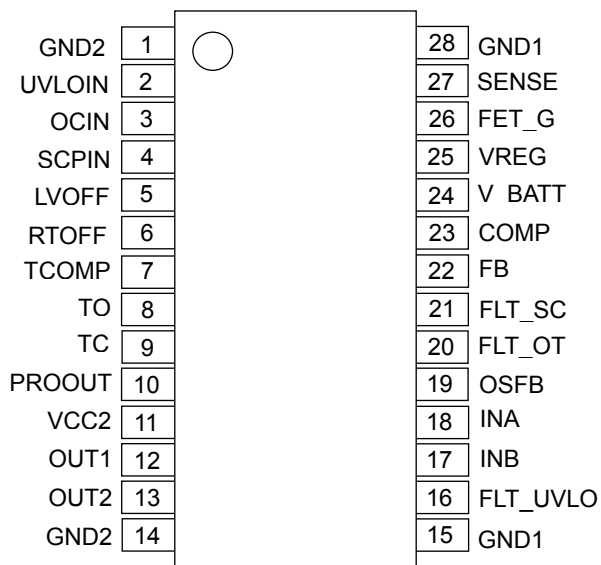 GND2 1 28 GND1
UVLOIN 2 27 SENSE
OCIN 3 26 FET_G
SCPIN 4 25 VREG
LVOFF 5 24 V BATT
RTOFF 6 23 COMP
TCOMP 7 22 FB
TO 8 21 FLT_SC
TC 9 20 FLT_OT
PROOUT 10 19 OSFB
VCC2 11 18 INA
OUT1 12 17 INB
OUT2 13 16 FLT_UVLO
GND2 14 15 GND1